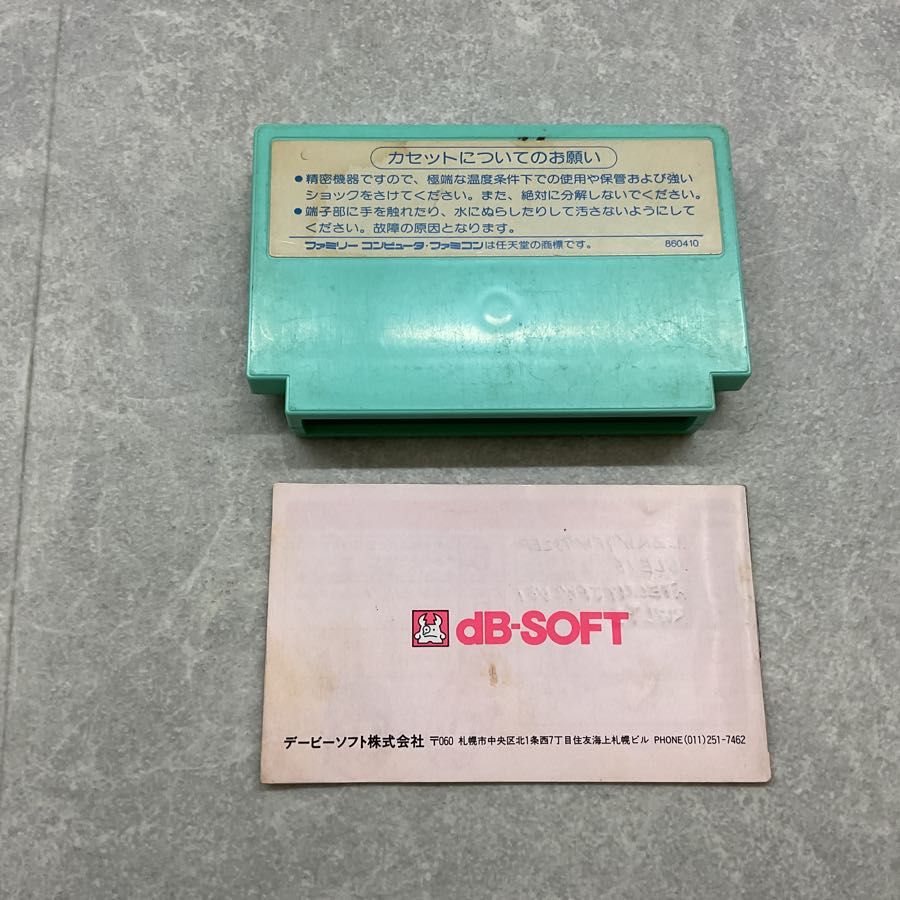 カセットについてのお願い
●精密機器ですので、極端な温度条件下での使用や保管および強い
ショックをさけてください。また、絶対に分解しないでください。
●端子部に手を触れたり、水にぬらしたりして汚さないようにして
ください。故障の原因となります。
ファミリーコンピュータ・ファミコンは任天堂の商標です。 860410
dB-SOFT
デービーソフト株式会社 〒060 札幌市中央区北1条西7丁目住友海上札幌ビル PHONE(011)251-7462